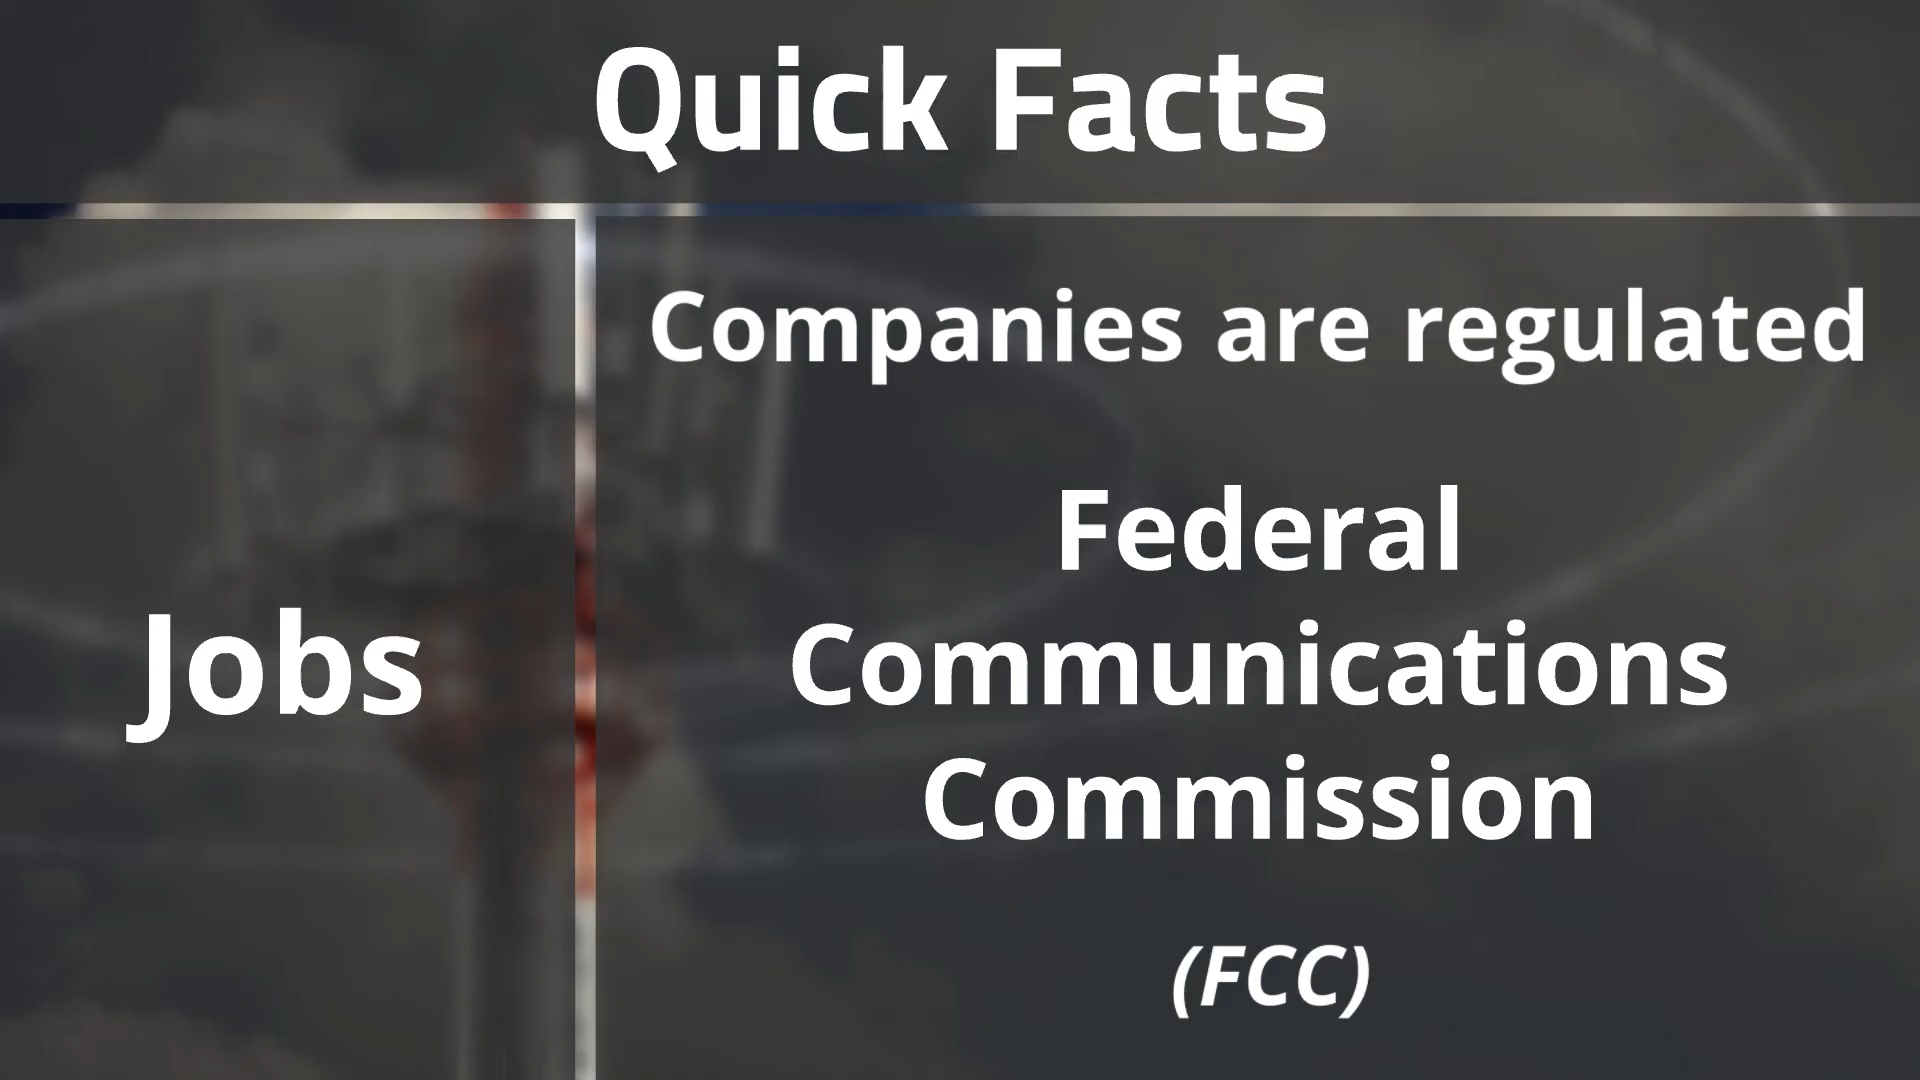 Quick Facts
Jobs
Companies are regulated
Federal
Communications
Commission
(FCC)